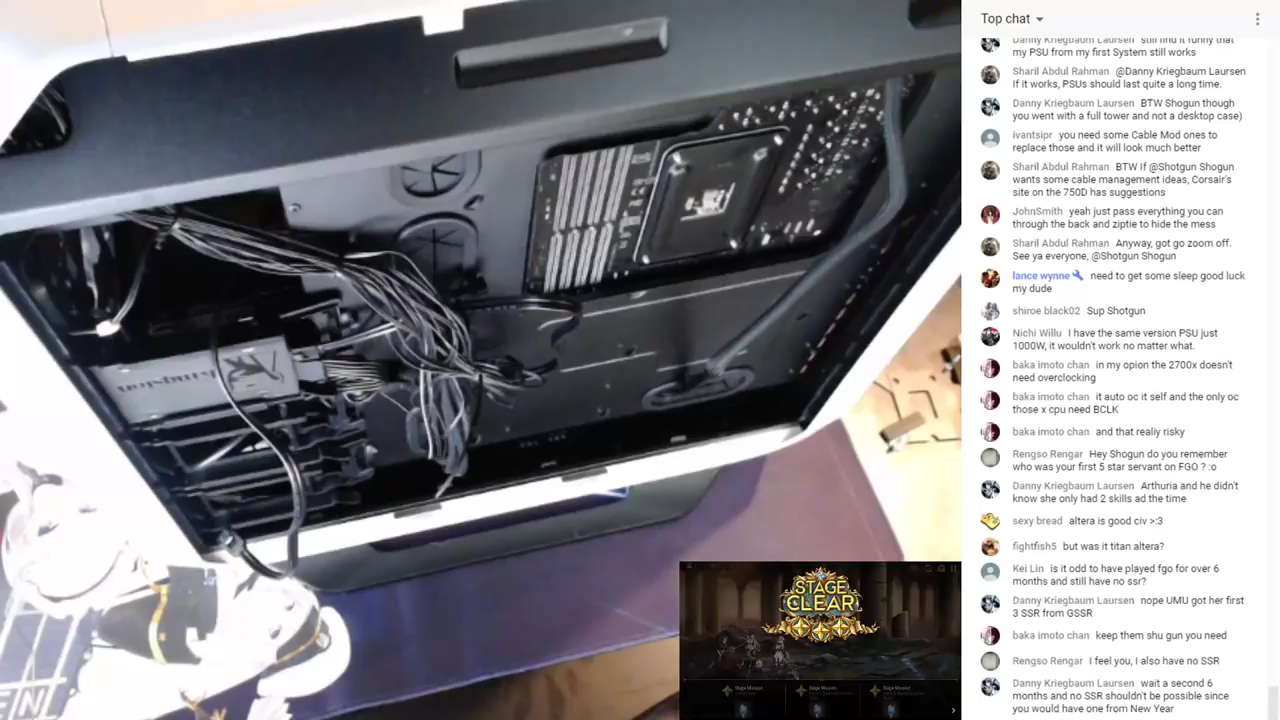 Top chat
Danny Kriegbaum Laursen still find it funny that
my PSU from my first System still works
Sharil Abdul Rahman @Danny Kriegbaum Laursen
If it works, PSUs should last quite a long time.
Danny Kriegbaum Laursen BTW Shogun though
you went with a full tower and not a desktop case)
ivantsipr you need some Cable Mod ones to
replace those and it will look much better
Sharil Abdul Rahman BTW If @Shotgun Shogun
wants some cable management ideas, Corsair's
site on the 750D has suggestions
JohnSmith yeah just pass everything you can
through the back and ziptie to hide the mess
Sharil Abdul Rahman Anyway, got go zoom off.
See ya everyone, @Shotgun Shogun
lance wynne need to get some sleep good luck
my dude
shiroe black02 Sup Shotgun
Nichi Willu I have the same version PSU just
1000W, it wouldn't work no matter what.
baka imoto chan in my opion the 2700x doesn't
need overclocking
baka imoto chan it auto oc it self and the only oc
those x cpu need BCLK
baka imoto chan and that realiy risky
Rengso Rengar Hey Shogun do you remember
who was your first 5 star servant on FGO ? :o
Danny Kriegbaum Laursen Arthuria and he didn't
know she only had 2 skills ad the time
sexy bread altera is good civ >:3
fightfish5 but was it titan altera?
Kei Lin is it odd to have played fgo for over 6
months and still have no ssr?
Danny Kriegbaum Laursen nope UMU got her first
3 SSR from GSSR
baka imoto chan keep them shu gun you need
Rengso Rengar I feel you, I also have no SSR
Danny Kriegbaum Laursen wait a second 6
months and no SSR shouldn't be possible since
you would have one from New Year
Kingston
STAGE
CLEAR